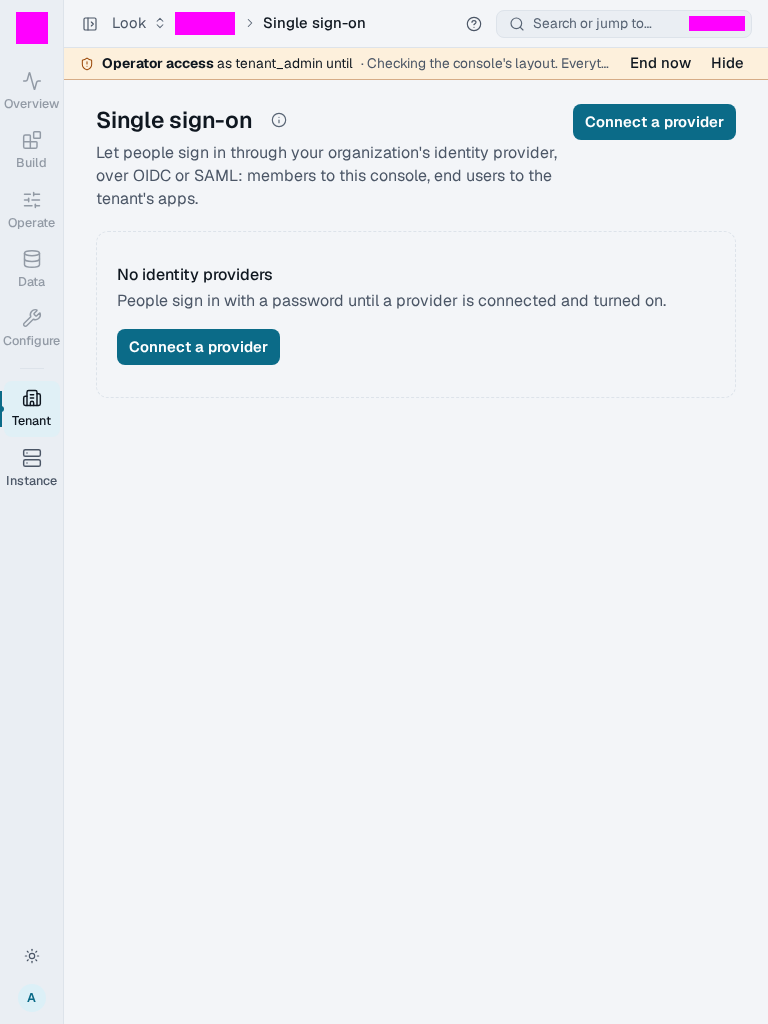 Look
Single sign-on
Search or jump to…
Operator access as tenant_admin until · Checking the console's layout. Everyt…
End now
Hide
Overview
Build
Operate
Data
Configure
Tenant
Instance
A
Single sign-on
Connect a provider
Let people sign in through your organization's identity provider,
over OIDC or SAML: members to this console, end users to the
tenant's apps.
No identity providers
People sign in with a password until a provider is connected and turned on.
Connect a provider